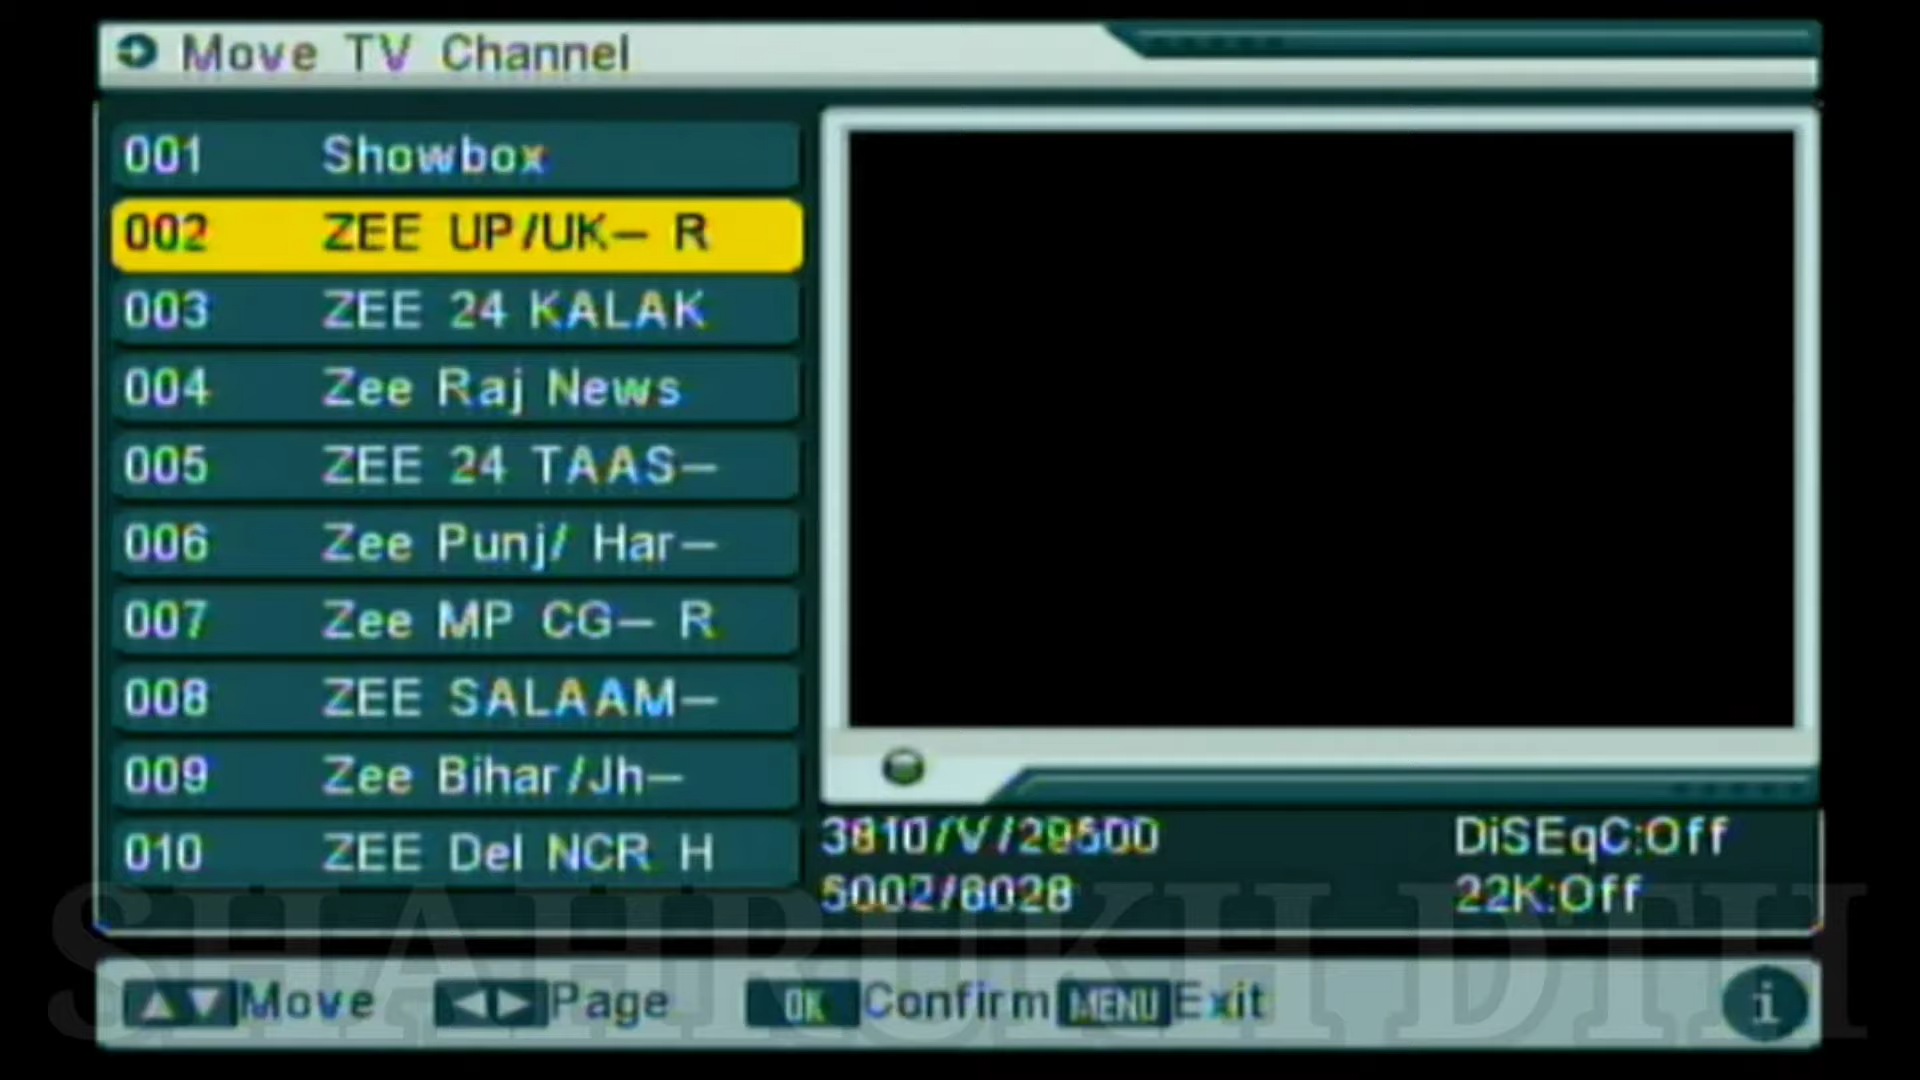 Move TV Channel
001 Showbox
002 ZEE UP/UK– R
003 ZEE 24 KALAK
004 Zee Raj News
005 ZEE 24 TAAS–
006 Zee Punj/ Har–
007 Zee MP CG– R
008 ZEE SALAAM–
009 Zee Bihar/Jh–
010 ZEE Del NCR H
3810/V/29500 DiSEqC:Off
5002/8028 22K:Off
Move Page OK Confirm MENU Exit i
SHAHRUKH DTH